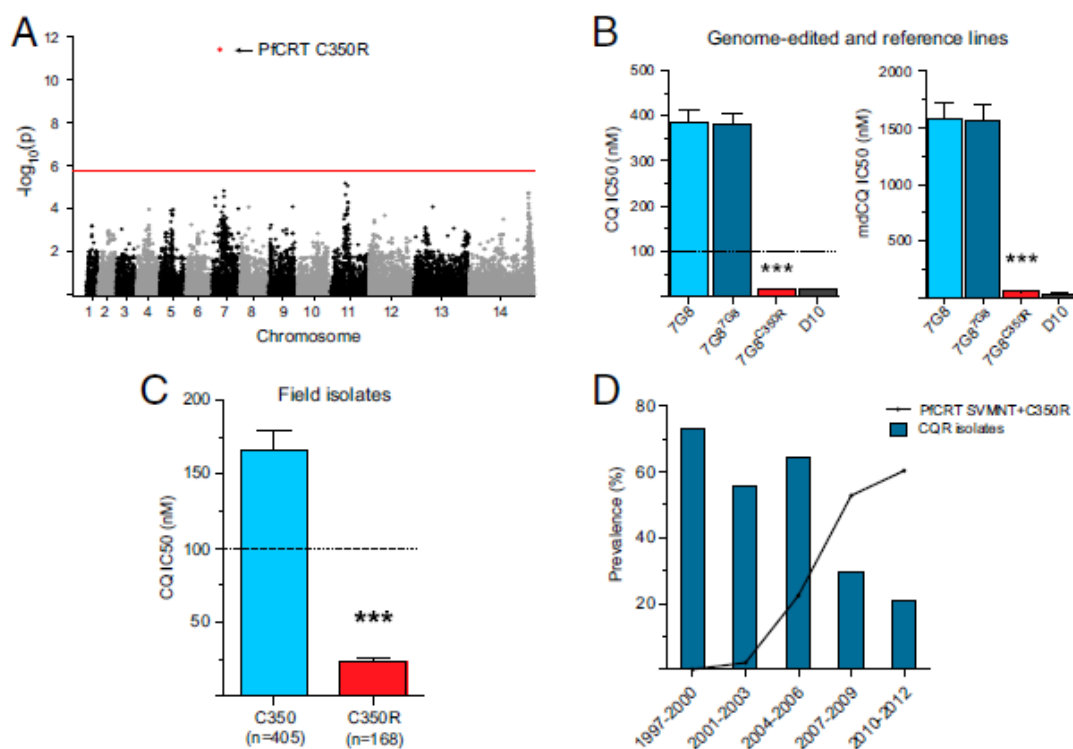 A
12
10
8
6
4
2
-log10(p)
PfCRT C350R
1 2 3 4 5 6 7 8 9 10 11 12 13 14
Chromosome
B
Genome-edited and reference lines
500
400
300
200
100
CQ IC50 (nM)
***
7G8
7G8^7G8
7G8^C350R
D10
2000
1500
1000
500
mdCQ IC50 (nM)
***
7G8
7G8^7G8
7G8^C350R
D10
C
Field isolates
200
150
100
50
CQ IC50 (nM)
***
C350
(n=405)
C350R
(n=168)
D
80
60
40
20
Prevalence (%)
PfCRT SVMNT+C350R
CQR isolates
1997-2000
2001-2003
2004-2006
2007-2009
2010-2012